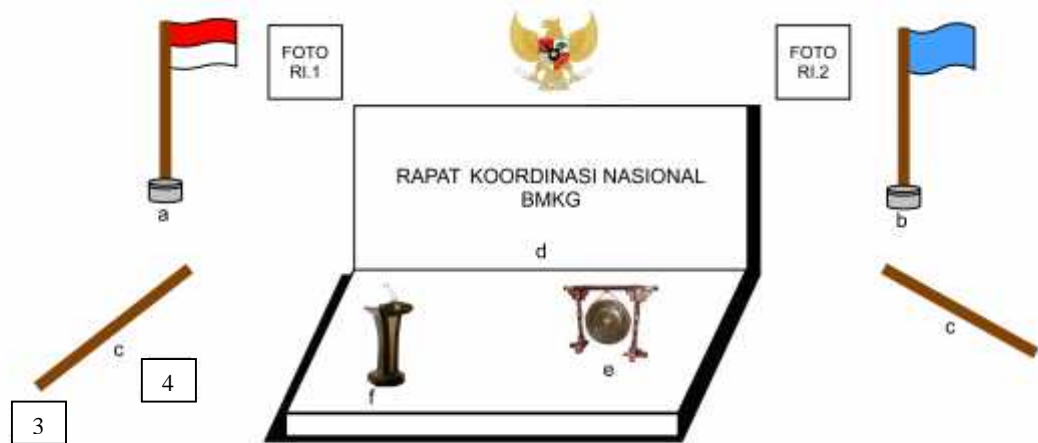 FOTO
RI.1
FOTO
RI.2
RAPAT KOORDINASI NASIONAL
BMKG
a
b
d
c
c
e
f
4
3